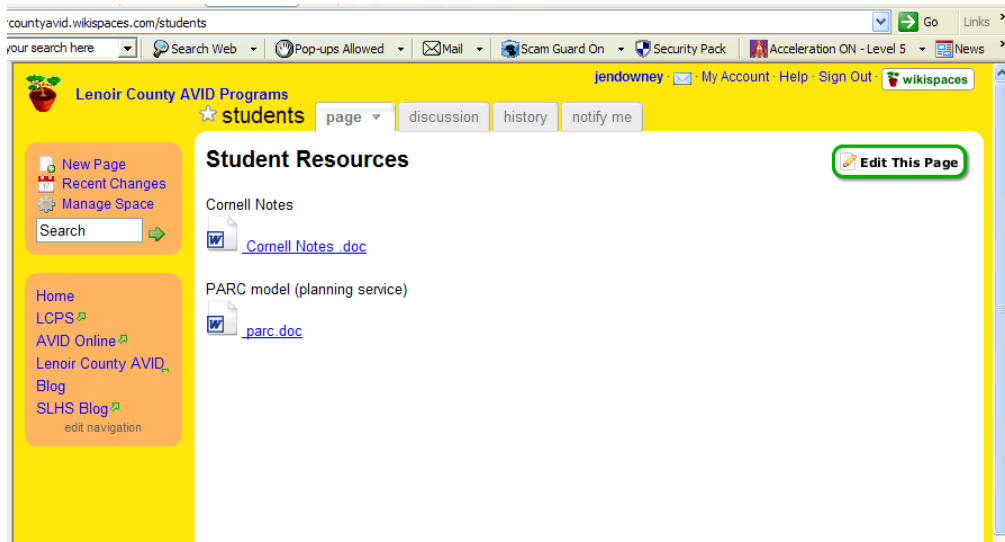 countyavid.wikispaces.com/students
Go
Links
your search here
Search Web
Pop-ups Allowed
Mail
Scam Guard On
Security Pack
Acceleration ON - Level 5
News
jendowney · My Account · Help · Sign Out · wikispaces
Lenoir County AVID Programs
students
page
discussion
history
notify me
New Page
17
Recent Changes
Manage Space
Search
Home
LCPS
AVID Online
Lenoir County AVID
Blog
SLHS Blog
edit navigation
Student Resources
Edit This Page
Cornell Notes
W
Cornell Notes .doc
PARC model (planning service)
W
parc.doc